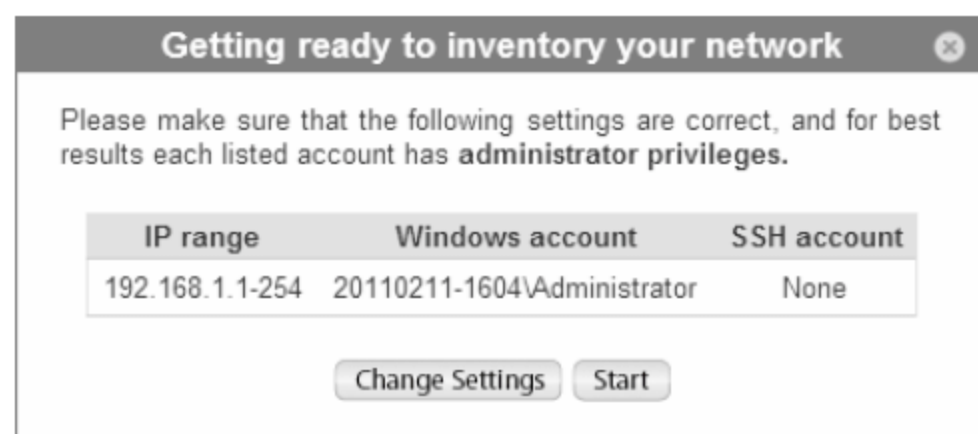 Getting ready to inventory your network
Please make sure that the following settings are correct, and for best
results each listed account has administrator privileges.
IP range Windows account SSH account
192.168.1.1-254 20110211-1604\Administrator None
Change Settings Start